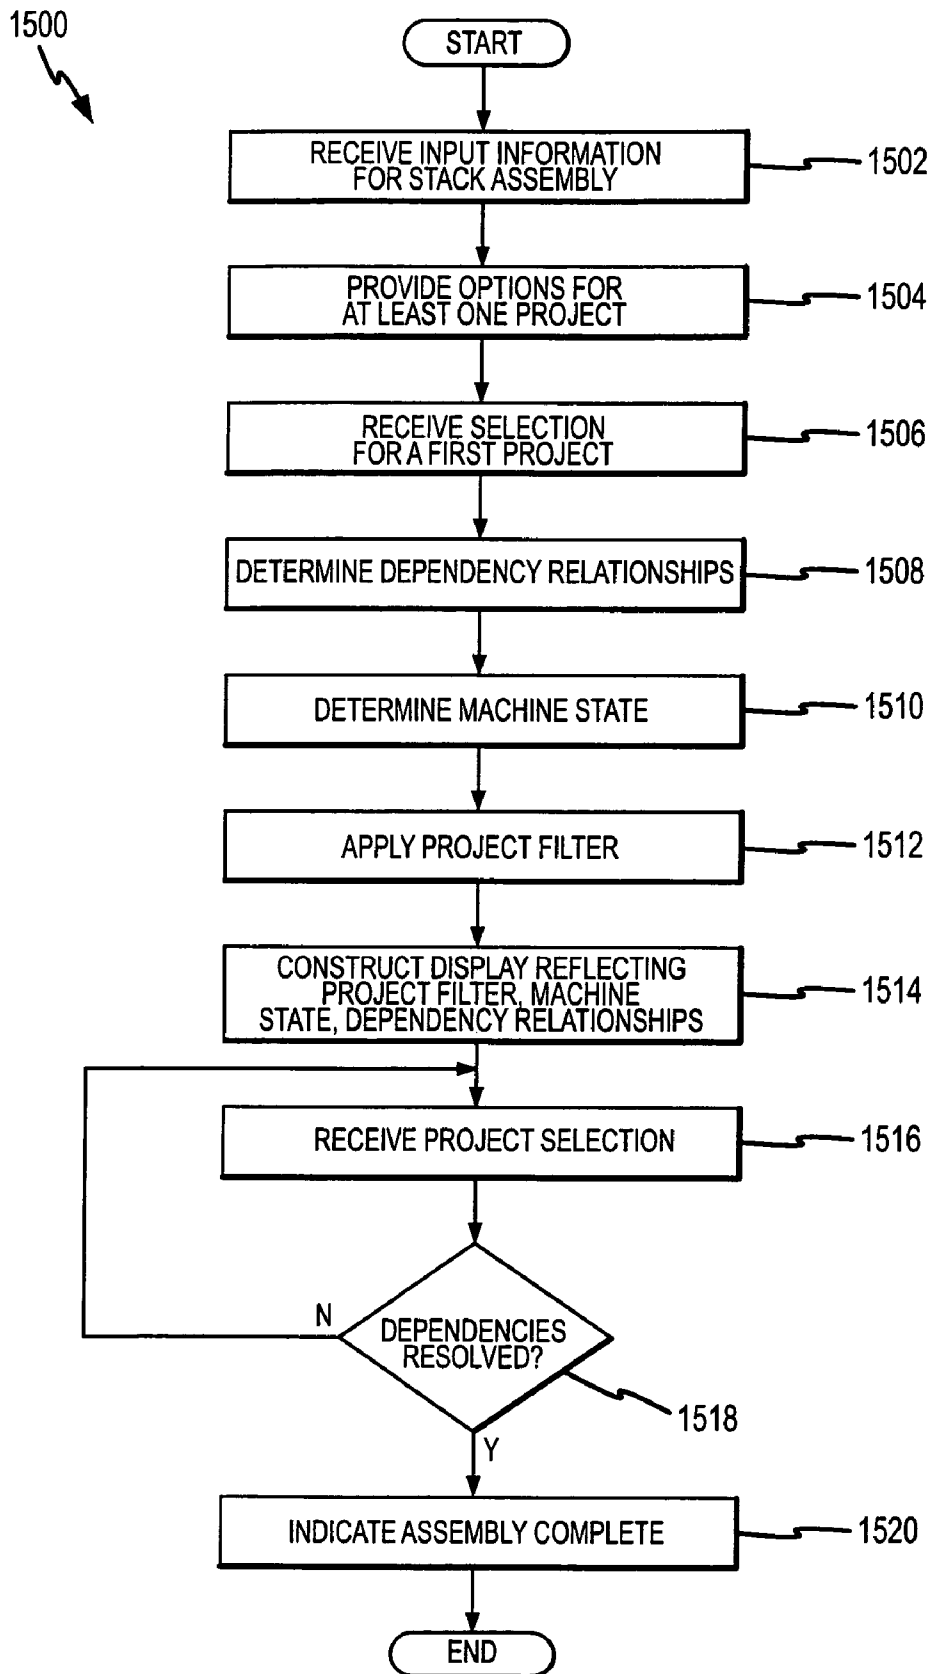 1500
START
RECEIVE INPUT INFORMATION
FOR STACK ASSEMBLY
1502
PROVIDE OPTIONS FOR
AT LEAST ONE PROJECT
1504
RECEIVE SELECTION
FOR A FIRST PROJECT
1506
DETERMINE DEPENDENCY RELATIONSHIPS
1508
DETERMINE MACHINE STATE
1510
APPLY PROJECT FILTER
1512
CONSTRUCT DISPLAY REFLECTING
PROJECT FILTER, MACHINE
STATE, DEPENDENCY RELATIONSHIPS
1514
RECEIVE PROJECT SELECTION
1516
N
DEPENDENCIES
RESOLVED?
1518
Y
INDICATE ASSEMBLY COMPLETE
1520
END